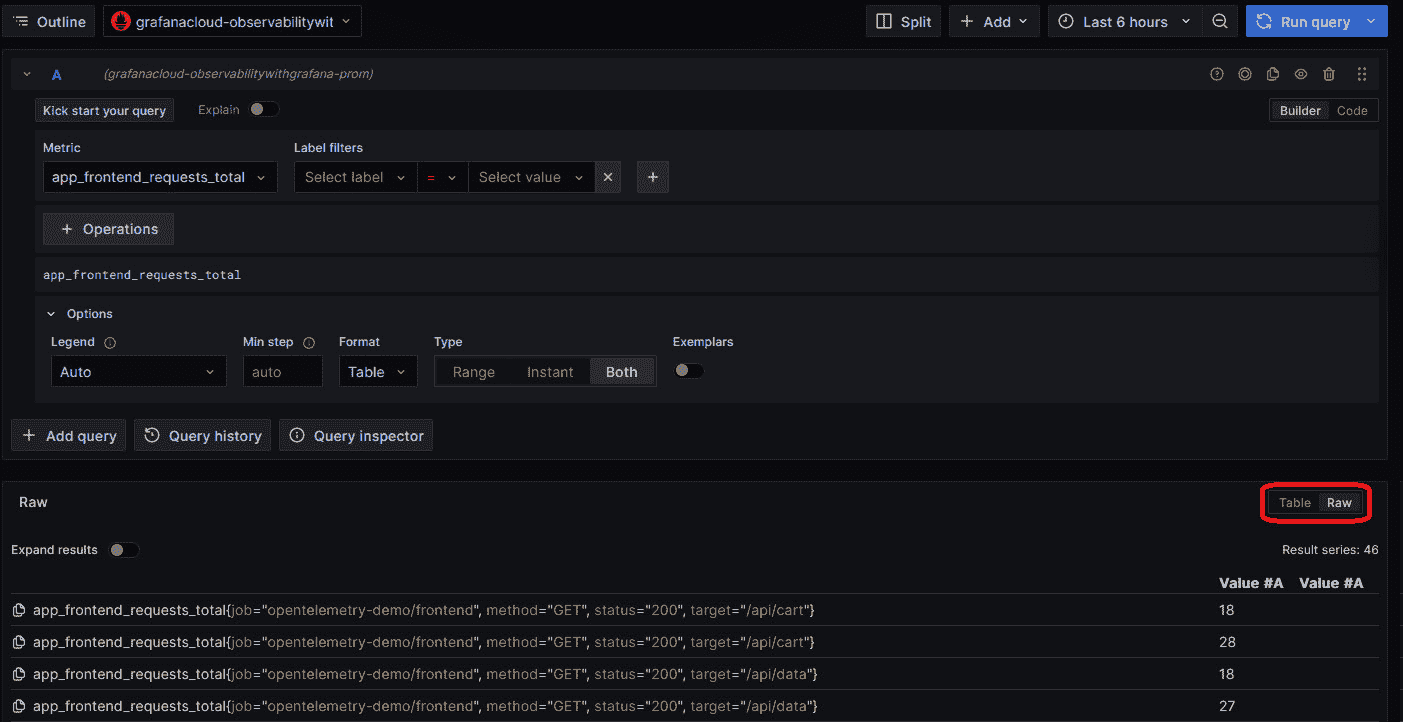 Outline grafanacloud-observabilitywit Split + Add Last 6 hours Run query
A (grafanacloud-observabilitywithgrafana-prom)
Kick start your query Explain Builder Code
Metric Label filters
app_frontend_requests_total Select label = Select value × +
+ Operations
app_frontend_requests_total
Options
Legend Min step Format Type Exemplars
Auto auto Table Range Instant Both
+ Add query Query history Query inspector
Raw Table Raw
Expand results Result series: 46
Value #A Value #A
app_frontend_requests_total{job="opentelemetry-demo/frontend", method="GET", status="200", target="/api/cart"} 18
app_frontend_requests_total{job="opentelemetry-demo/frontend", method="GET", status="200", target="/api/cart"} 28
app_frontend_requests_total{job="opentelemetry-demo/frontend", method="GET", status="200", target="/api/data"} 18
app_frontend_requests_total{job="opentelemetry-demo/frontend", method="GET", status="200", target="/api/data"} 27